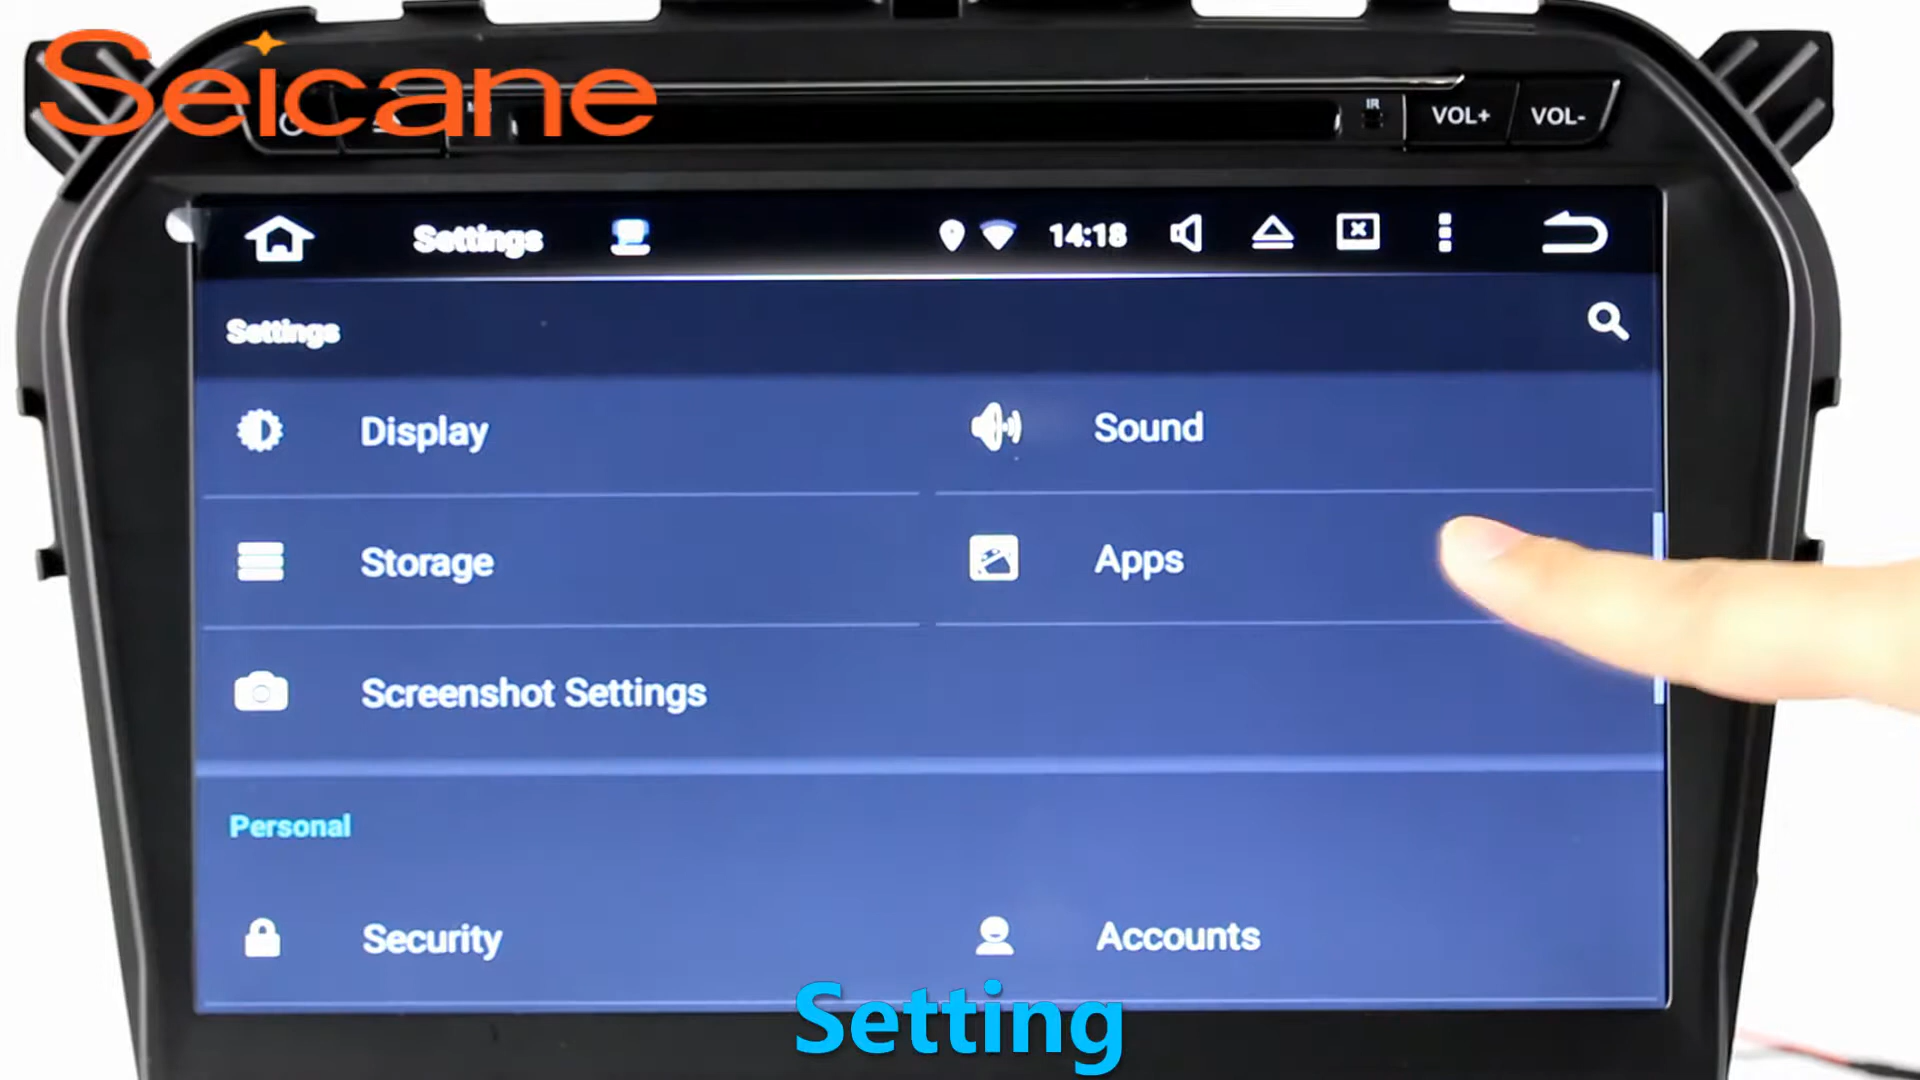 Seicane
IR
VOL+
VOL-
Settings
14:18
Settings
Display
Sound
Storage
Apps
Screenshot Settings
Personal
Security
Accounts
Setting